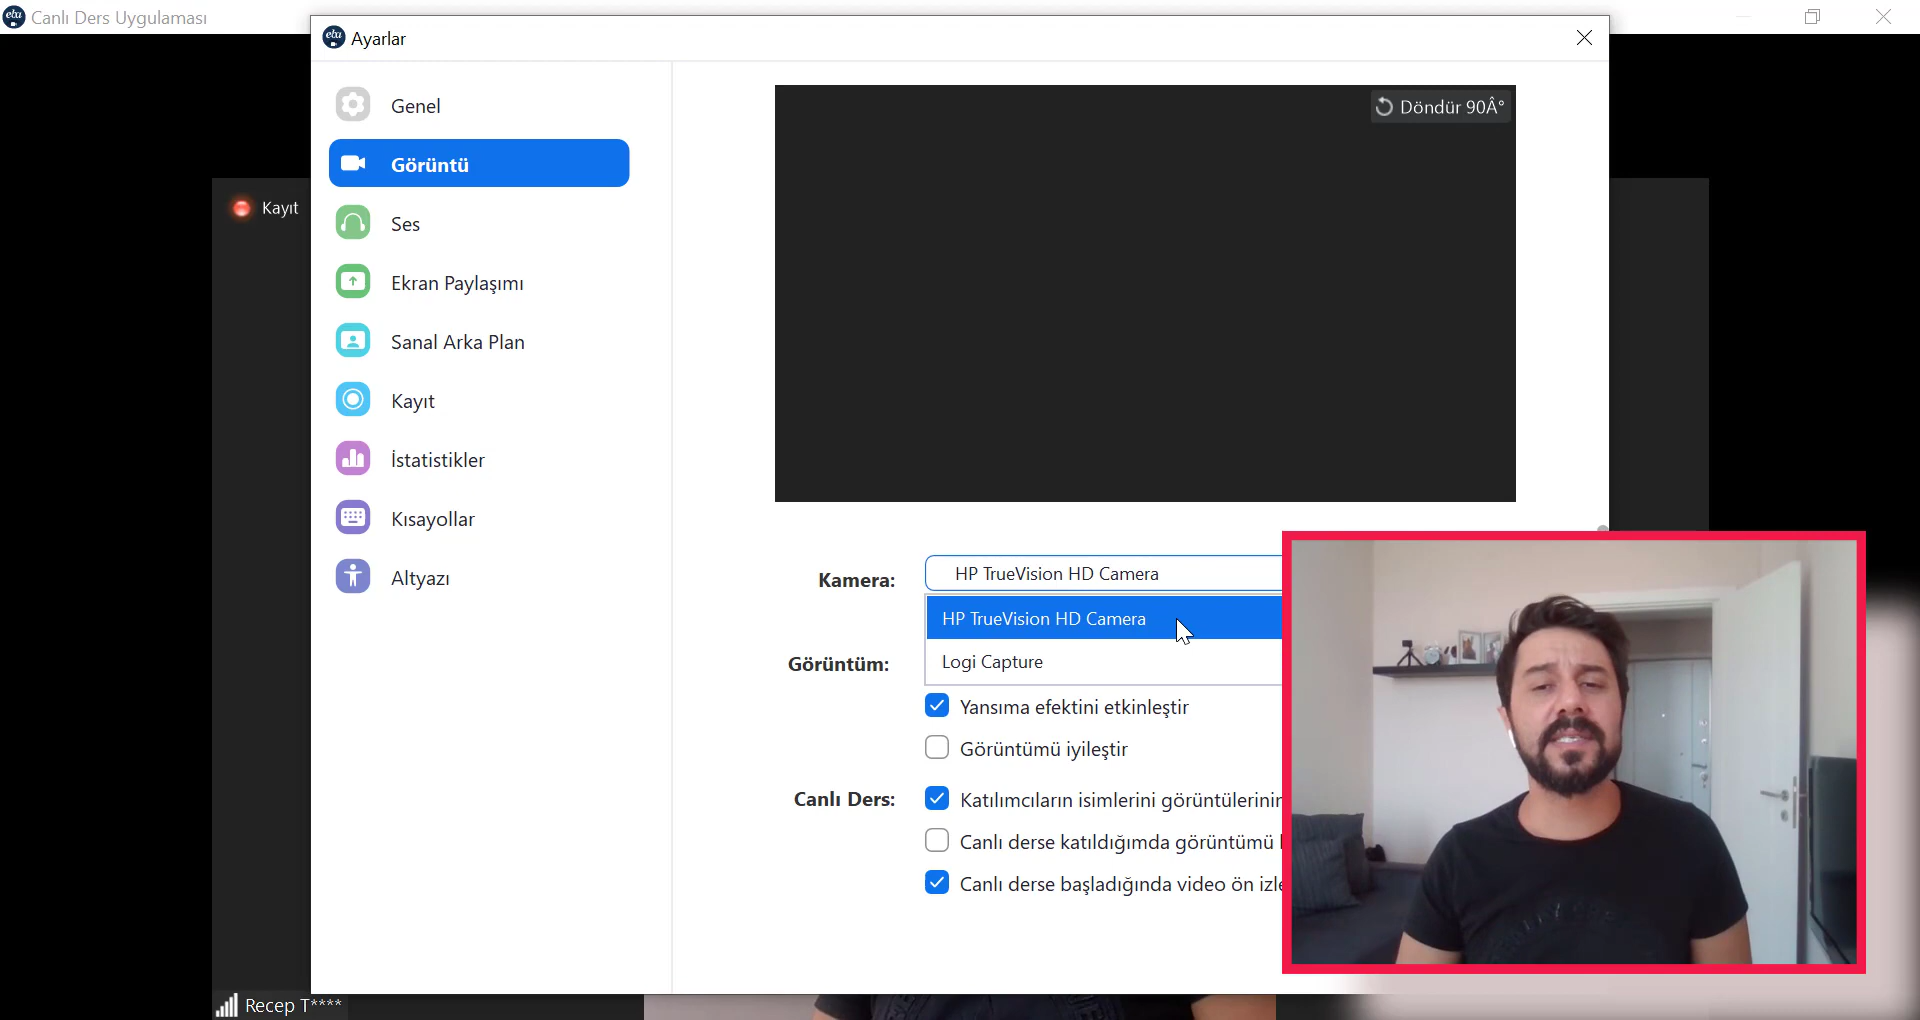 eba Canlı Ders Uygulaması
eba Ayarlar
Genel
Görüntü
Ses
Ekran Paylaşımı
Sanal Arka Plan
Kayıt
İstatistikler
Kısayollar
Altyazı
Kayıt
Döndür 90Â°
Kamera:
HP TrueVision HD Camera
HP TrueVision HD Camera
Logi Capture
Görüntüm:
Yansıma efektini etkinleştir
Görüntümü iyileştir
Canlı Ders:
Katılımcıların isimlerini
Canlı derse katıldığımda görüntümü
Canlı derse başladığında video ön
Recep T****